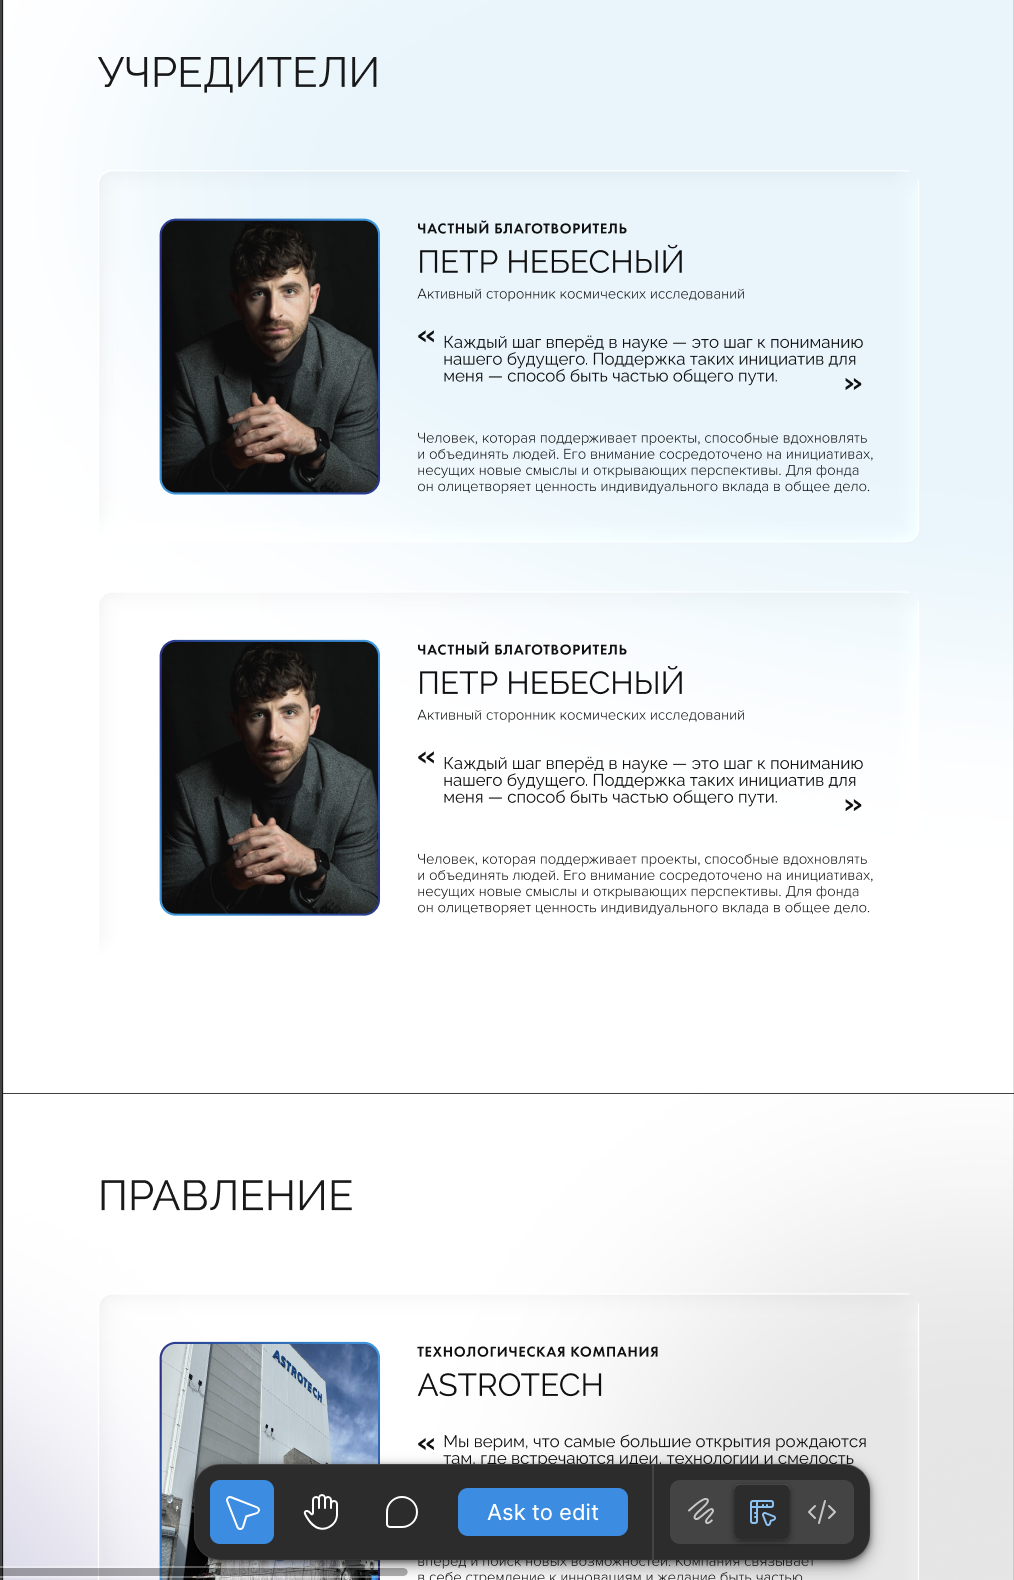 УЧРЕДИТЕЛИ
ЧАСТНЫЙ БЛАГОТВОРИТЕЛЬ
ПЕТР НЕБЕСНЫЙ
Активный сторонник космических исследований
« Каждый шаг вперёд в науке — это шаг к пониманию
нашего будущего. Поддержка таких инициатив для
меня — способ быть частью общего пути. »
Человек, которая поддерживает проекты, способные вдохновлять
и объединять людей. Его внимание сосредоточено на инициативах,
несущих новые смыслы и открывающих перспективы. Для фонда
он олицетворяет ценность индивидуального вклада в общее дело.
ЧАСТНЫЙ БЛАГОТВОРИТЕЛЬ
ПЕТР НЕБЕСНЫЙ
Активный сторонник космических исследований
« Каждый шаг вперёд в науке — это шаг к пониманию
нашего будущего. Поддержка таких инициатив для
меня — способ быть частью общего пути. »
Человек, которая поддерживает проекты, способные вдохновлять
и объединять людей. Его внимание сосредоточено на инициативах,
несущих новые смыслы и открывающих перспективы. Для фонда
он олицетворяет ценность индивидуального вклада в общее дело.
ПРАВЛЕНИЕ
ASTROTECH
ТЕХНОЛОГИЧЕСКАЯ КОМПАНИЯ
ASTROTECH
« Мы верим, что самые большие открытия рождаются
там, где встречаются идеи, технологии и смелость
Ask to edit
вперед и поиск новых возможностей. Компания связывает
в себе стремление к инновациям и желание быть частью